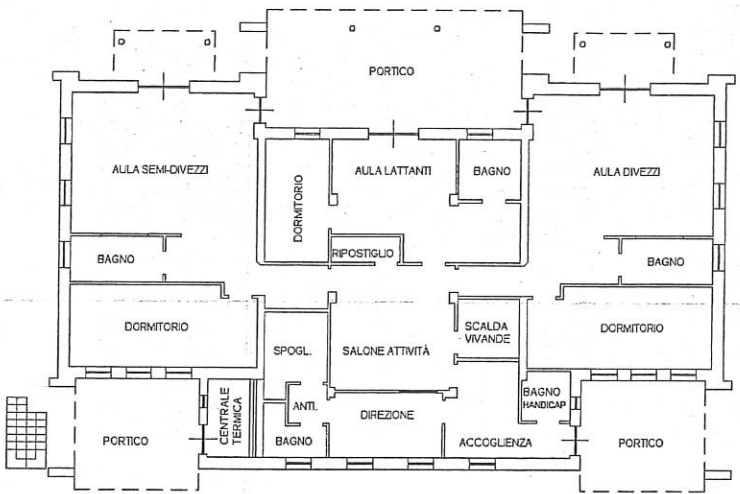 PORTICO
AULA SEMI-DIVEZZI
AULA LATTANTI
BAGNO
AULA DIVEZZI
DORMITORIO
RIPOSTIGLIO
BAGNO
BAGNO
DORMITORIO
SPOGL.
SALONE ATTIVITÀ
SCALDA
VIVANDE
DORMITORIO
PORTICO
CENTRALE
TERMICA
ANTI.
BAGNO
DIREZIONE
ACCOGLIENZA
BAGNO
HANDICAP
PORTICO